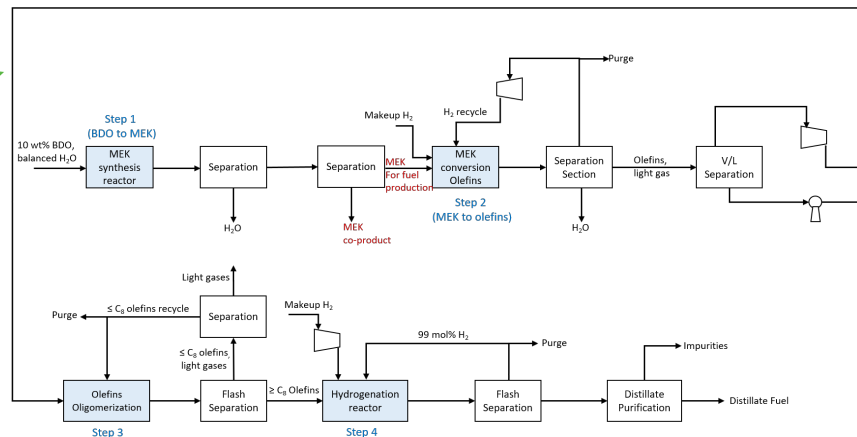 Purge
Step 1
(BDO to MEK)
Makeup H₂
H₂ recycle
10 wt% BDO,
balanced H₂O
MEK
synthesis
reactor
Separation
Separation
MEK
For fuel
production
MEK
conversion
Olefins
Separation
Section
Olefins,
light gas
V/L
Separation
Step 2
(MEK to olefins)
H₂O
MEK
co-product
H₂O
Light gases
≤ C₈ olefins recycle
Purge
Separation
Makeup H₂
99 mol% H₂
Purge
Impurities
≤ C₈ olefins,
light gases
Olefins
Oligomerization
Flash
Separation
≥ C₈ Olefins
Hydrogenation
reactor
Flash
Separation
Distillate
Purification
Distillate Fuel
Step 3
Step 4